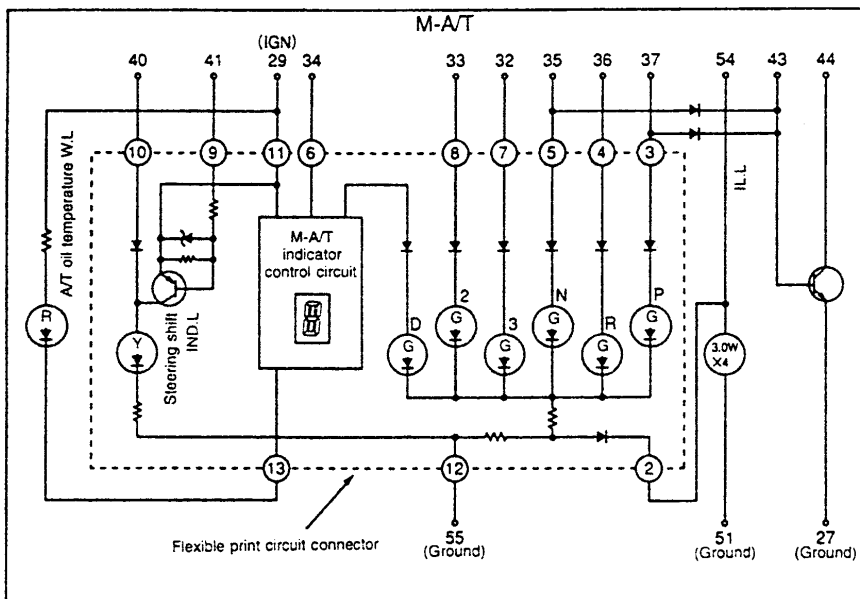 M-A/T
(IGN)
40 41 29 34 33 32 35 36 37 54 43 44
10 9 11 6 8 7 5 4 3
A/T oil temperature W.L
IL.L
M-A/T
indicator
control circuit
8
Steering shift
IND.L
D 2 3 N R P
R Y G G G G G G
3.0W
X4
13 12 2
Flexible print circuit connector
55
(Ground)
51
(Ground)
27
(Ground)